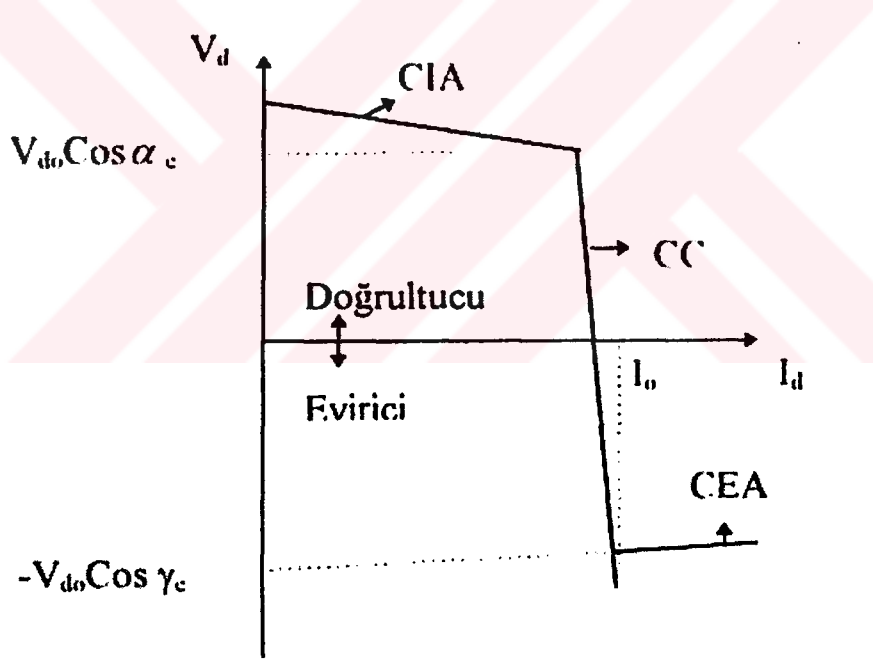 V_d
CIA
V_do Cos α_c
CC
Doğrultucu
I_o
I_d
Evirici
CEA
-V_do Cos γ_c